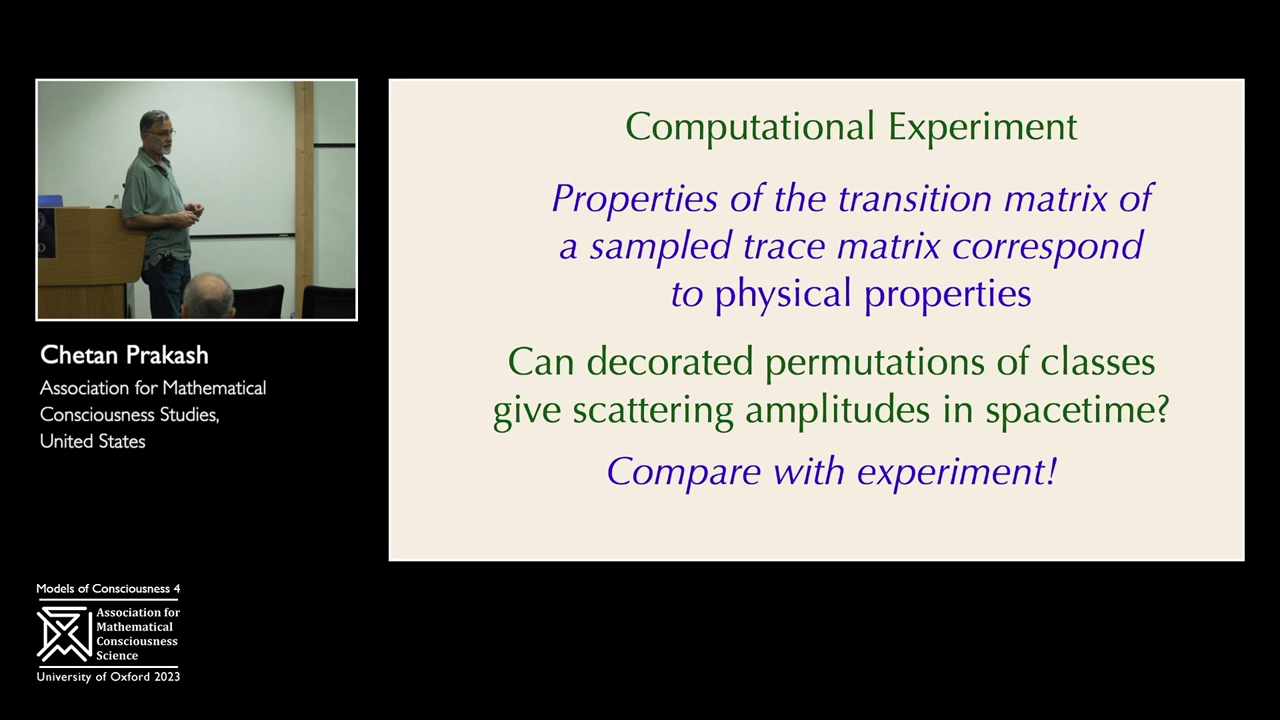 Computational Experiment
Properties of the transition matrix of
a sampled trace matrix correspond
to physical properties
Can decorated permutations of classes
give scattering amplitudes in spacetime?
Compare with experiment!
Chetan Prakash
Association for Mathematical
Consciousness Studies,
United States
Models of Consciousness 4
Association for
Mathematical
Consciousness
Science
University of Oxford 2023